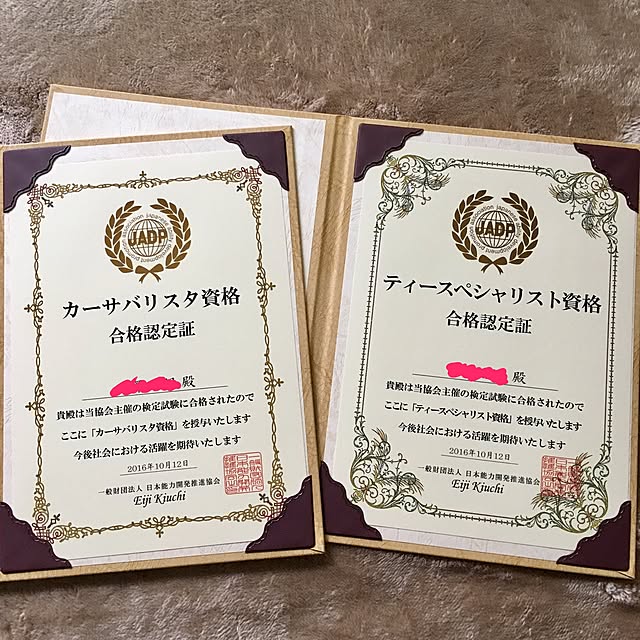 JADP
カーサバリスタ資格
合格認定証
殿
貴殿は当協会主催の検定試験に合格されたので
ここに「カーサバリスタ資格」を授与いたします
今後社会における活躍を期待いたします
2016年10月12日
一般財団法人 日本能力開発推進協会
Eiji Kiuchi
JADP
ティースペシャリスト資格
合格認定証
殿
貴殿は当協会主催の検定試験に合格されたので
ここに「ティースペシャリスト資格」を授与いたします
今後社会における活躍を期待いたします
2016年10月12日
一般財団法人 日本能力開発推進協会
Eiji Kiuchi